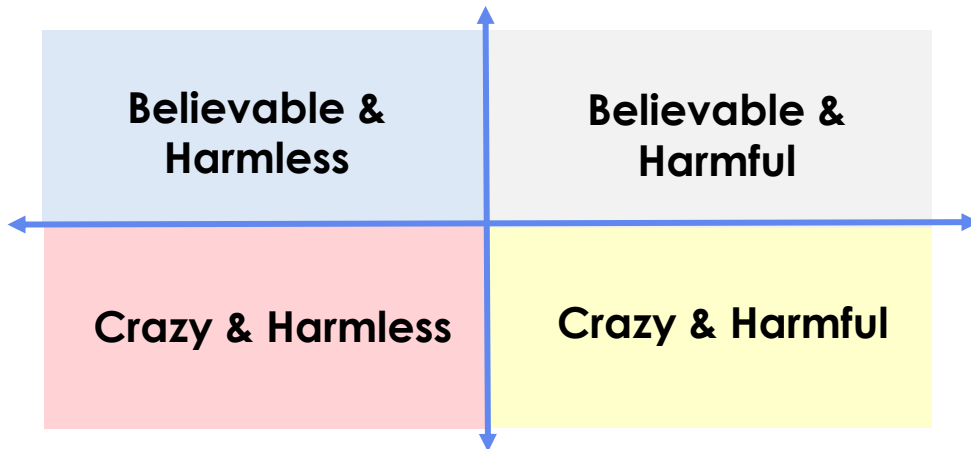 Believable &
Harmless
Believable &
Harmful
Crazy & Harmless
Crazy & Harmful